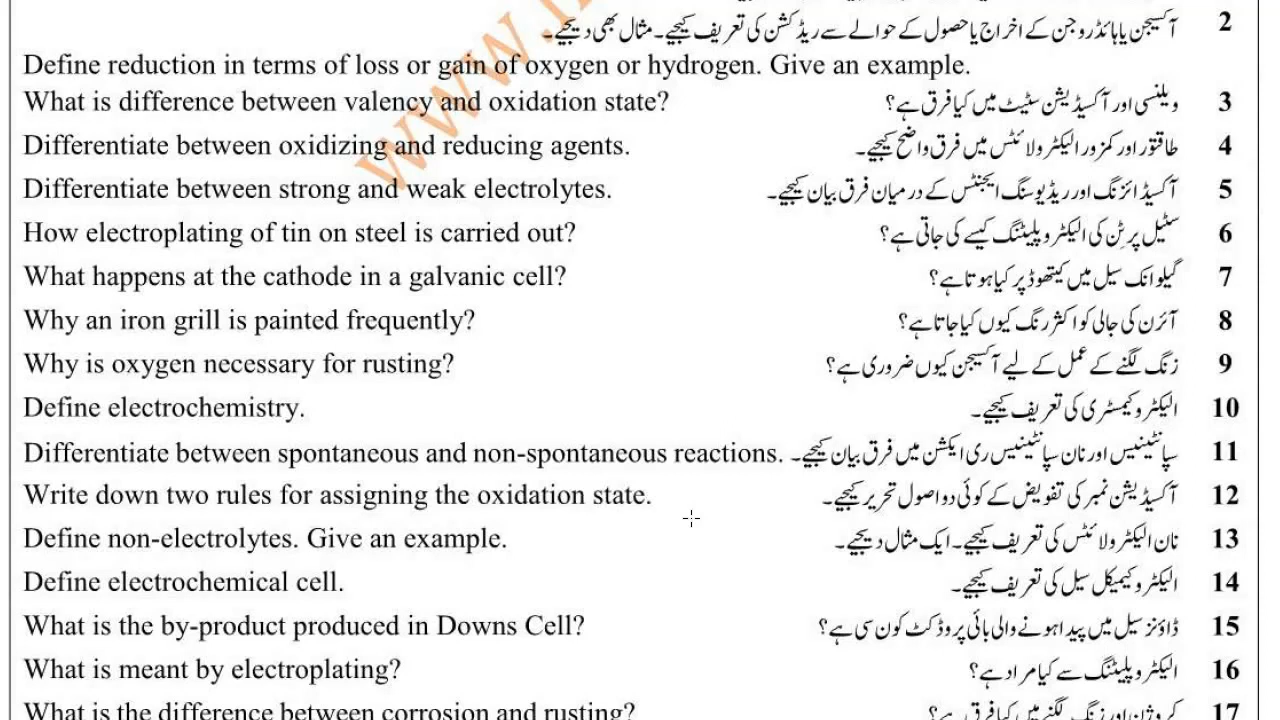 آکسیجن یا ہائڈروجن کے اخراج یا حصول کے حوالے سے ریڈکشن کی تعریف کیجیے۔ مثال بھی دیجیے۔ 2
Define reduction in terms of loss or gain of oxygen or hydrogen. Give an example.
What is difference between valency and oxidation state? ویلنسی اور آکسیڈیشن سٹیٹ میں کیا فرق ہے؟ 3
Differentiate between oxidizing and reducing agents. طاقتور اور کمزور الیکٹرولائٹس میں فرق واضح کیجیے۔ 4
Differentiate between strong and weak electrolytes. آکسیڈائزنگ اور ریڈیوسنگ ایجنٹس کے درمیان فرق بیان کیجیے۔ 5
How electroplating of tin on steel is carried out? سٹیل پر ٹِن کی الیکٹروپلیٹنگ کیسے کی جاتی ہے؟ 6
What happens at the cathode in a galvanic cell? گیلوانک سیل میں کیتھوڈ پر کیا ہوتا ہے؟ 7
Why an iron grill is painted frequently? آئرن کی جالی کو اکثر رنگ کیوں کیا جاتا ہے؟ 8
Why is oxygen necessary for rusting? زنگ لگنے کے عمل کے لیے آکسیجن کیوں ضروری ہے؟ 9
Define electrochemistry. الیکٹروکیمسٹری کی تعریف کیجیے۔ 10
Differentiate between spontaneous and non-spontaneous reactions. سپانٹینیس اور نان سپانٹینیس ری ایکشن میں فرق بیان کیجیے۔ 11
Write down two rules for assigning the oxidation state. آکسیڈیشن نمبر کی تفویض کے کوئی دو اصول تحریر کیجیے۔ 12
Define non-electrolytes. Give an example. نان الیکٹرولائٹس کی تعریف کیجیے۔ ایک مثال دیجیے۔ 13
Define electrochemical cell. الیکٹروکیمیکل سیل کی تعریف کیجیے۔ 14
What is the by-product produced in Downs Cell? ڈاؤنز سیل میں پیدا ہونے والی بائی پروڈکٹ کون سی ہے؟ 15
What is meant by electroplating? الیکٹروپلیٹنگ سے کیا مراد ہے؟ 16
What is the difference between corrosion and rusting? کروژن اور زنگ لگنے میں کیا فرق ہے؟ 17
www.